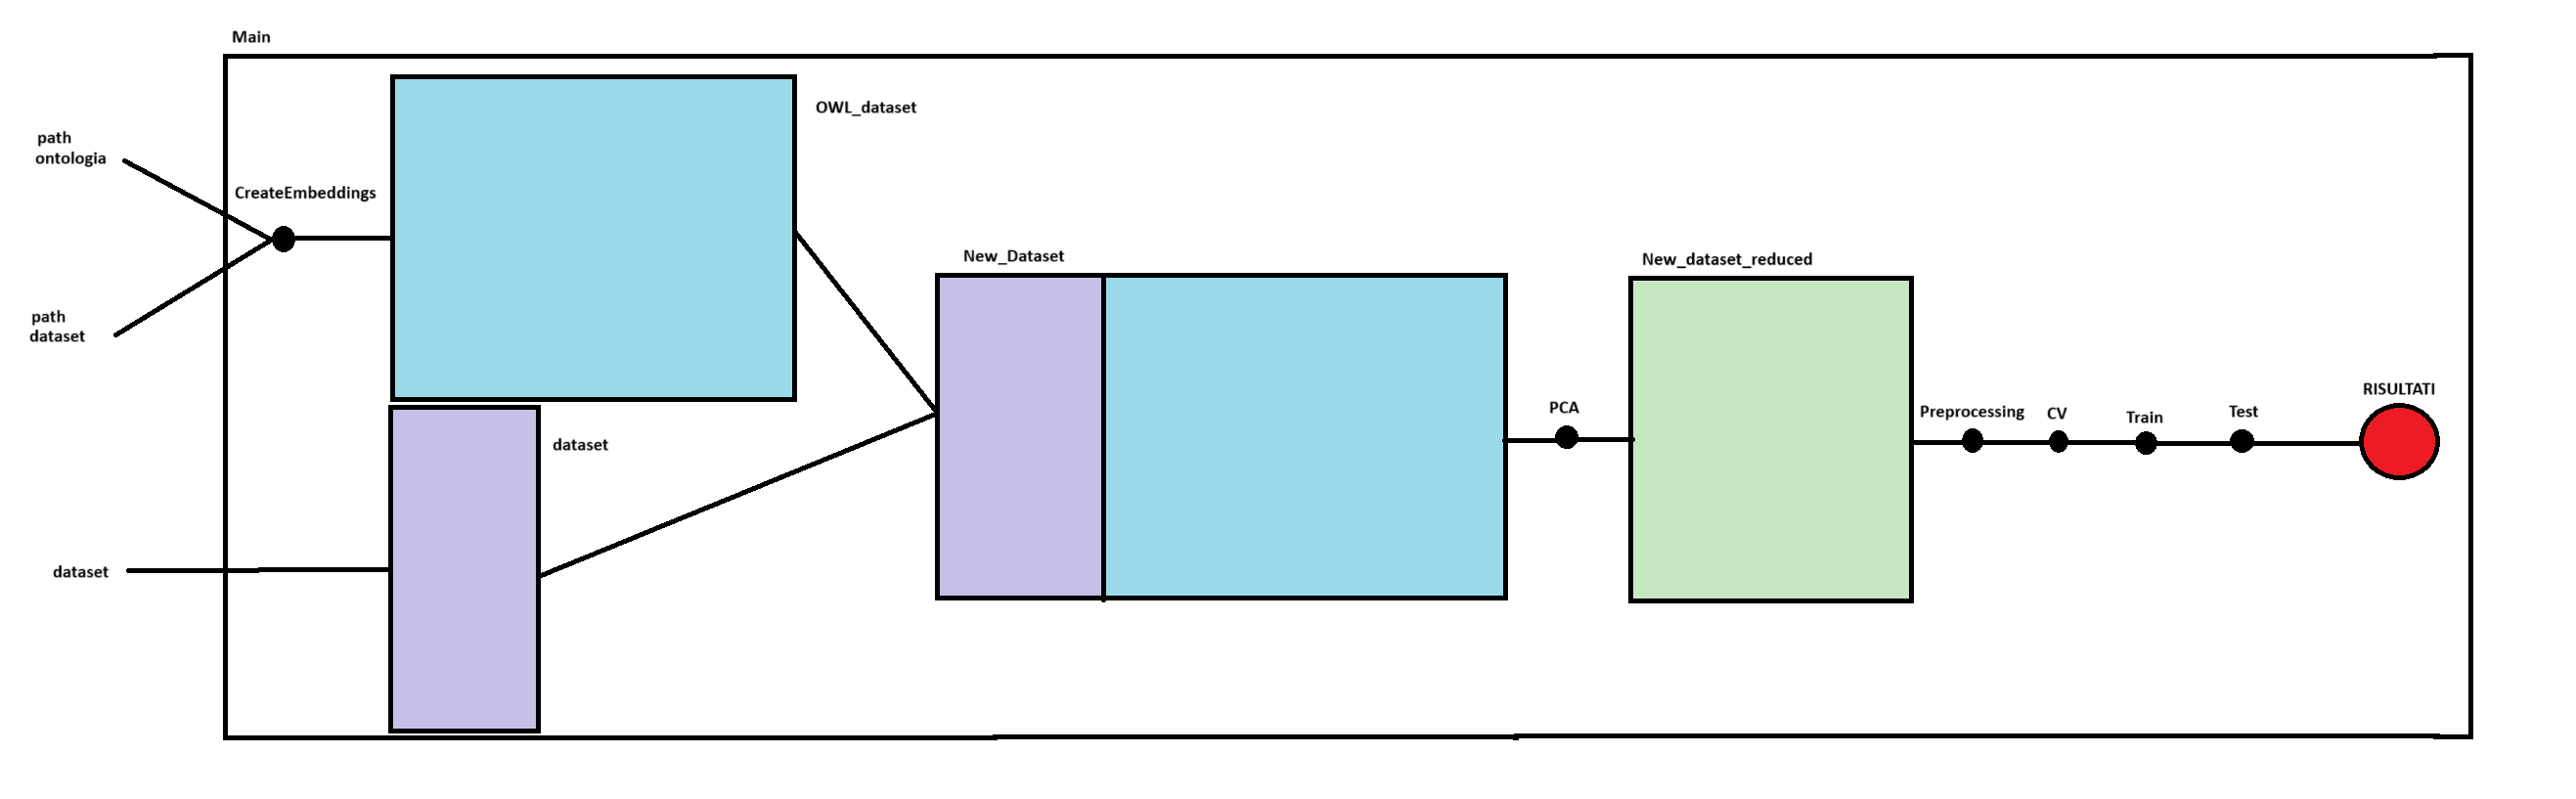 Main
path
ontologia
CreateEmbeddings
OWL_dataset
path
dataset
dataset
dataset
New_Dataset
PCA
New_dataset_reduced
Preprocessing
CV
Train
Test
RISULTATI